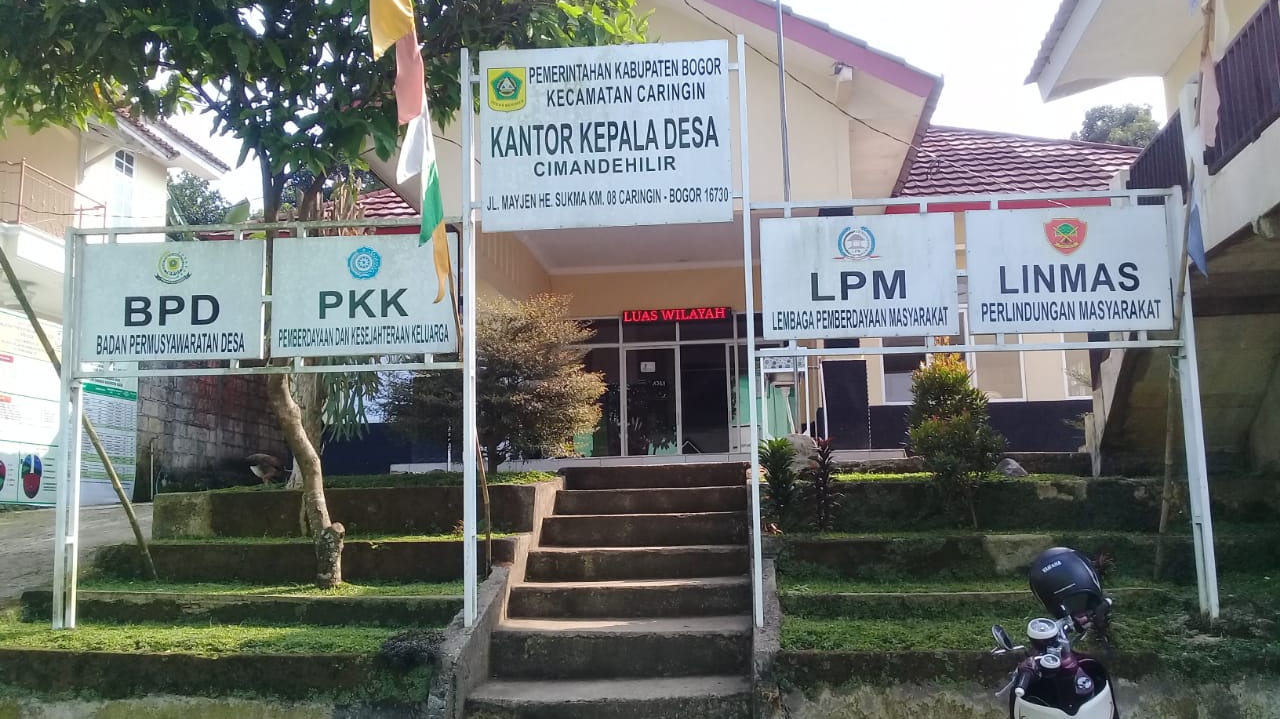 PEMERINTAHAN KABUPATEN BOGOR
KECAMATAN CARINGIN
KANTOR KEPALA DESA
CIMANDEHILIR
JL. MAYJEN HE. SUKMA KM. 08 CARINGIN - BOGOR 16730
BPD
BADAN PERMUSYAWARATAN DESA
PKK
PEMBERDAYAAN DAN KESEJAHTERAAN KELUARGA
LPM
LEMBAGA PEMBERDAYAAN MASYARAKAT
LINMAS
PERLINDUNGAN MASYARAKAT
LUAS WILAYAH
YAMAHA